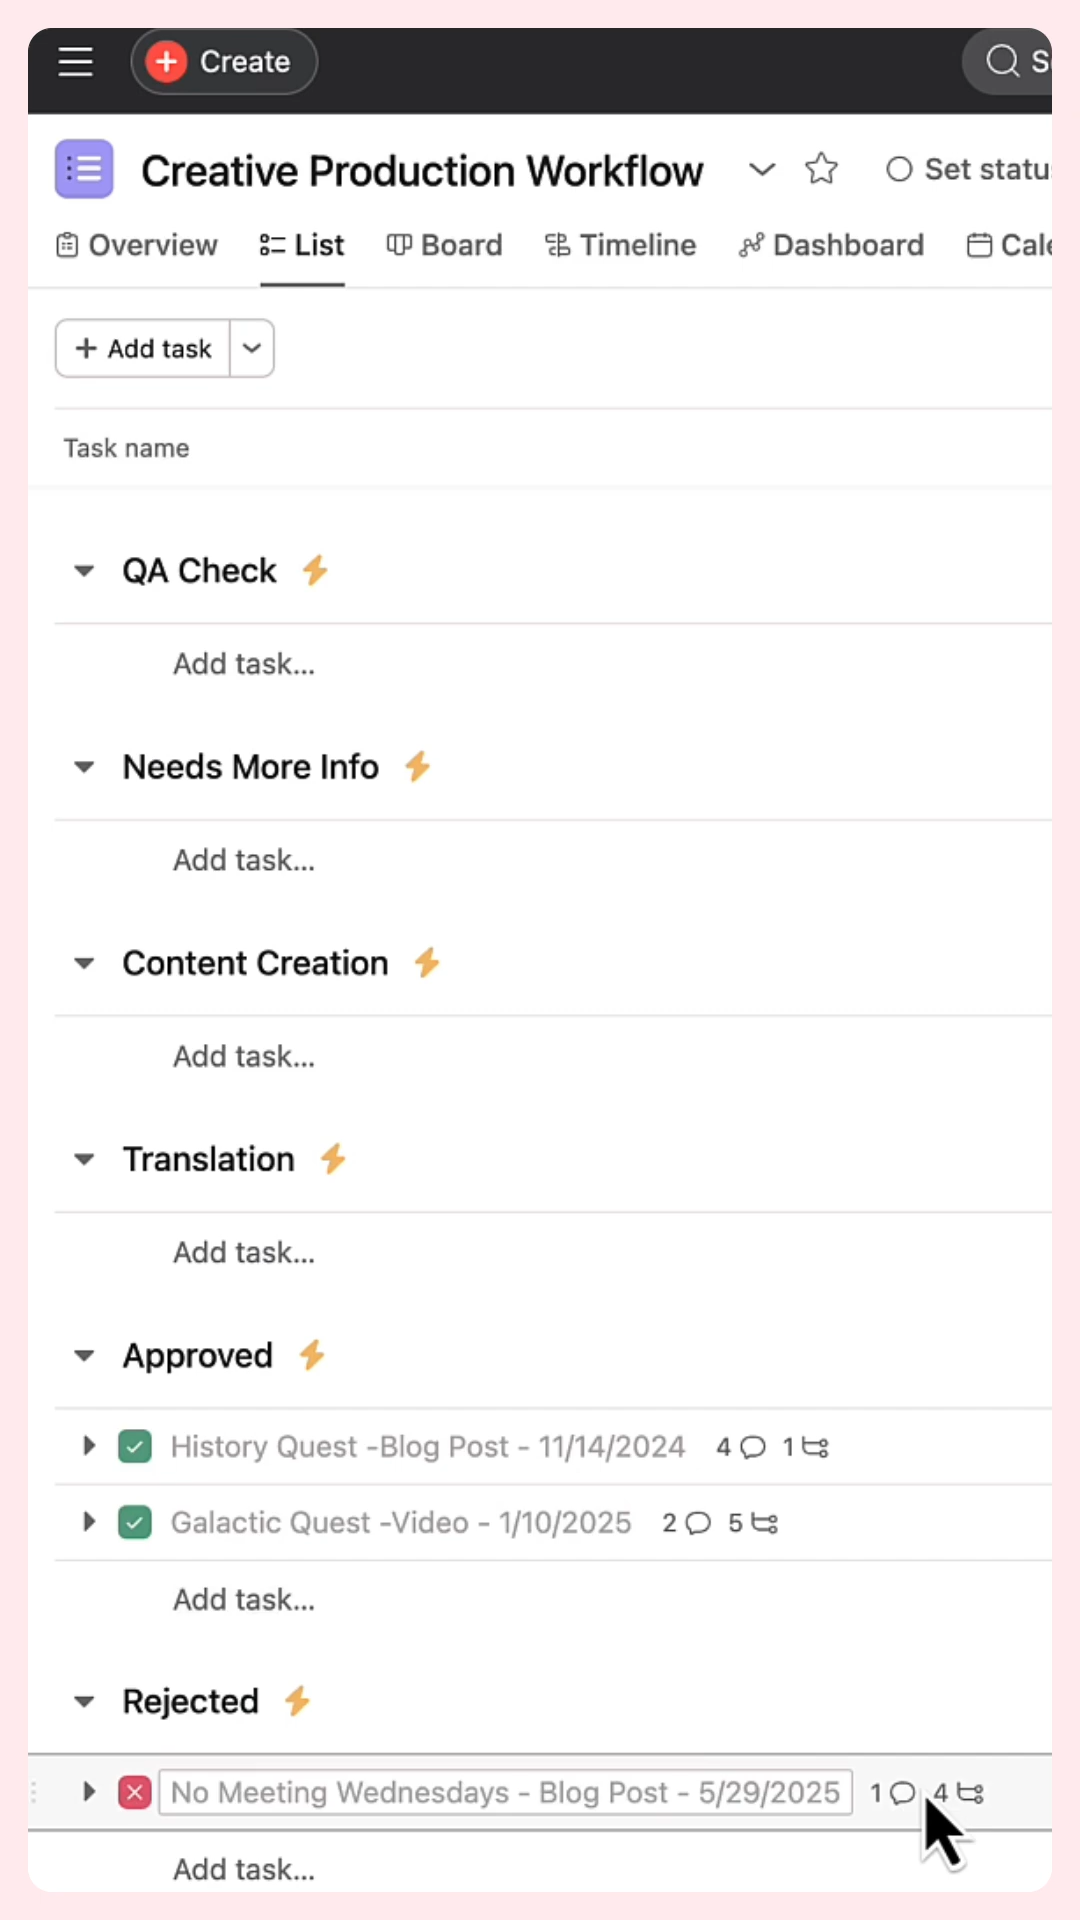 Create
Creative Production Workflow
Set statu
Overview List Board Timeline Dashboard Cale
+ Add task
Task name
QA Check
Add task...
Needs More Info
Add task...
Content Creation
Add task...
Translation
Add task...
Approved
History Quest -Blog Post - 11/14/2024 4 1
Galactic Quest -Video - 1/10/2025 2 5
Add task...
Rejected
No Meeting Wednesdays - Blog Post - 5/29/2025 1 4
Add task...